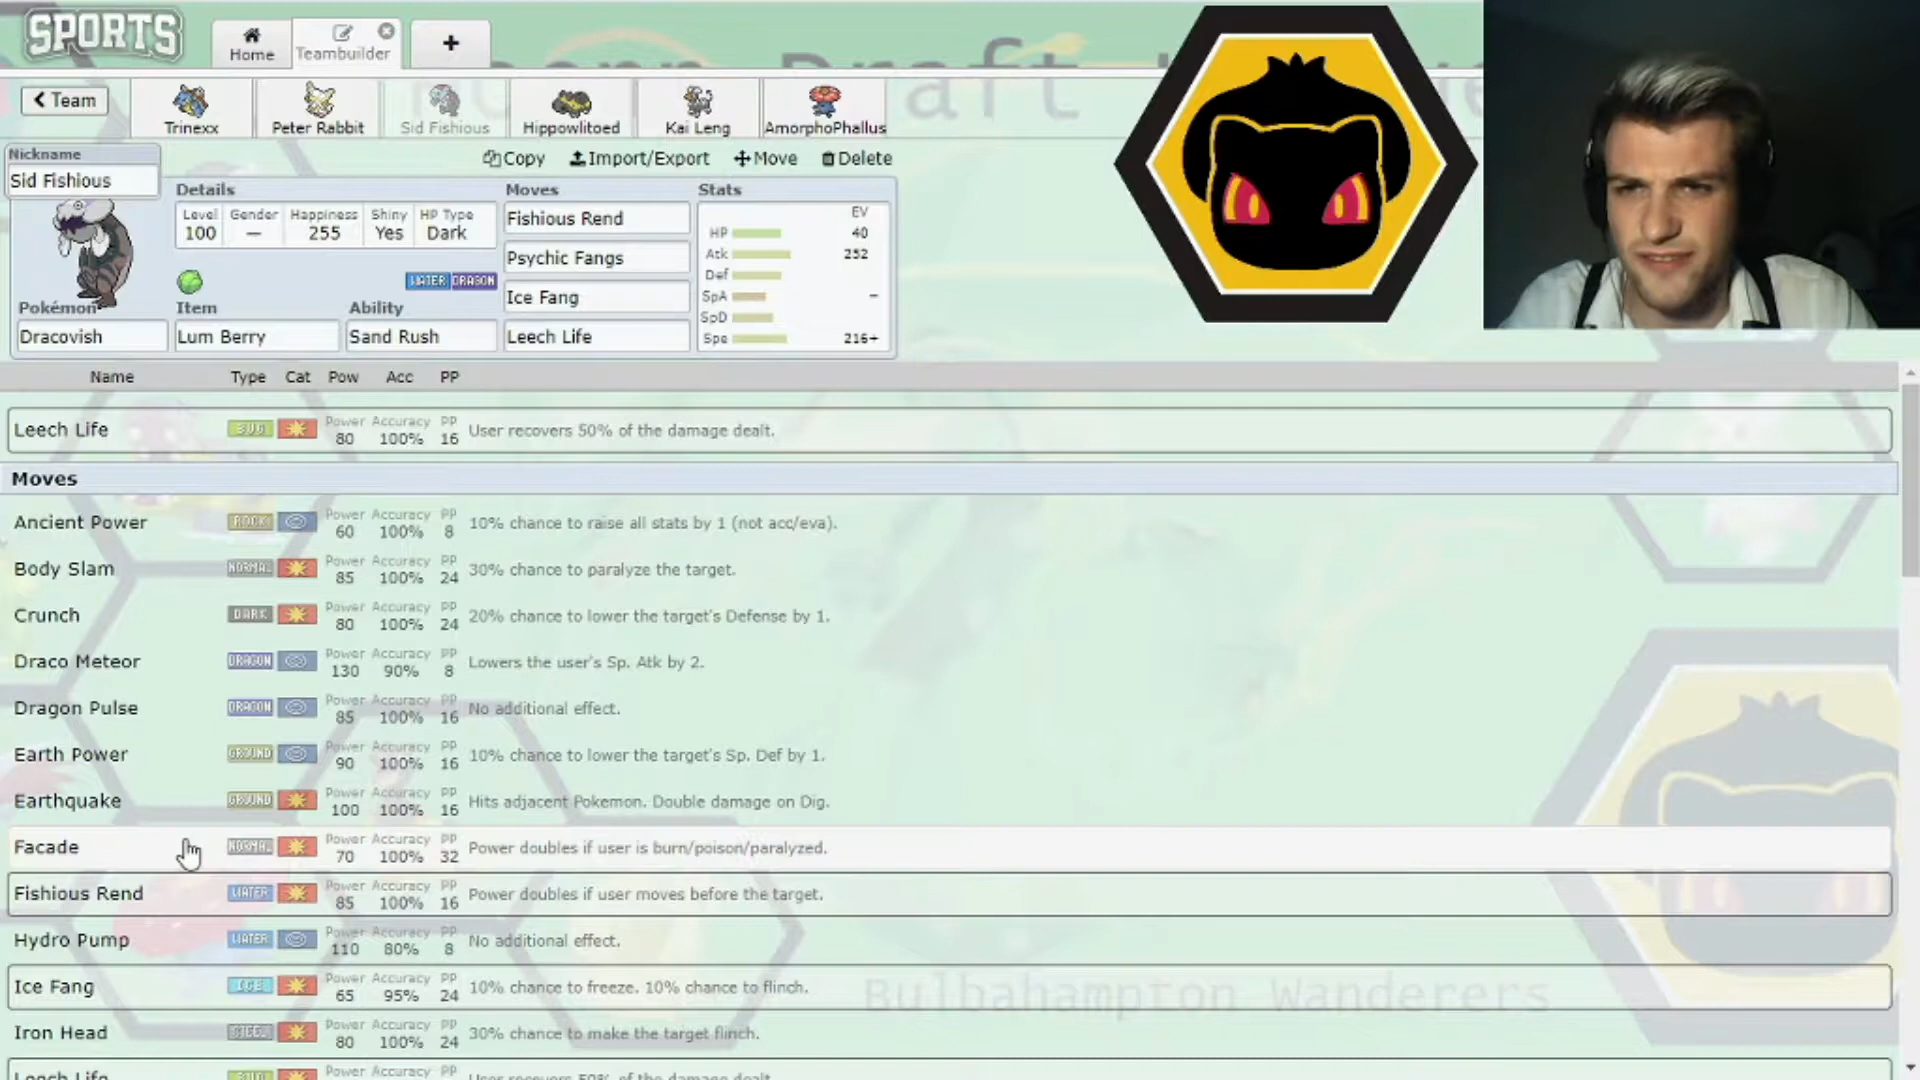 SPORTS
Home
Teambuilder
+
Draft
Team
Trinexx
Peter Rabbit
Sid Fishious
Hippowlitoed
Kai Leng
AmorphoPhallus
Copy Import/Export Move Delete
Nickname
Sid Fishious
Details
Level Gender Happiness Shiny HP Type
100 — 255 Yes Dark
WATER DRAGON
Pokémon Item Ability
Dracovish Lum Berry Sand Rush
Moves
Fishious Rend
Psychic Fangs
Ice Fang
Leech Life
Stats
EV
HP 40
Atk 252
Def
SpA –
SpD
Spe 216+
Name Type Cat Pow Acc PP
Leech Life BUG Power 80 Accuracy 100% PP 16 User recovers 50% of the damage dealt.
Moves
Ancient Power ROCK Power 60 Accuracy 100% PP 8 10% chance to raise all stats by 1 (not acc/eva).
Body Slam NORMAL Power 85 Accuracy 100% PP 24 30% chance to paralyze the target.
Crunch DARK Power 80 Accuracy 100% PP 24 20% chance to lower the target's Defense by 1.
Draco Meteor DRAGON Power 130 Accuracy 90% PP 8 Lowers the user's Sp. Atk by 2.
Dragon Pulse DRAGON Power 85 Accuracy 100% PP 16 No additional effect.
Earth Power GROUND Power 90 Accuracy 100% PP 16 10% chance to lower the target's Sp. Def by 1.
Earthquake GROUND Power 100 Accuracy 100% PP 16 Hits adjacent Pokemon. Double damage on Dig.
Facade NORMAL Power 70 Accuracy 100% PP 32 Power doubles if user is burn/poison/paralyzed.
Fishious Rend WATER Power 85 Accuracy 100% PP 16 Power doubles if user moves before the target.
Hydro Pump WATER Power 110 Accuracy 80% PP 8 No additional effect.
Ice Fang ICE Power 65 Accuracy 95% PP 24 10% chance to freeze. 10% chance to flinch.
Bulbahampton Wanderers
Iron Head STEEL Power 80 Accuracy 100% PP 24 30% chance to make the target flinch.
Leech Life BUG Power Accuracy PP User recovers 50% of the damage dealt.